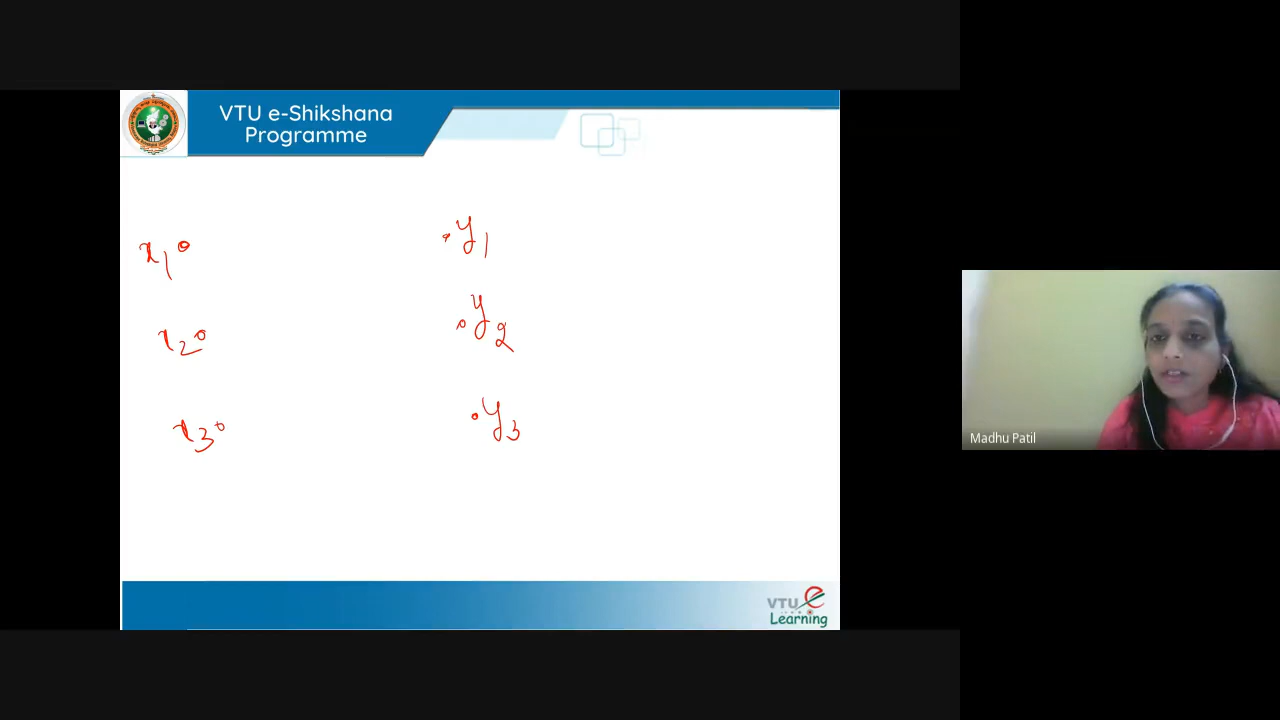 VTU e-Shikshana
Programme
x1
y1
x2
y2
x3
y3
Madhu Patil
VTU e
Learning